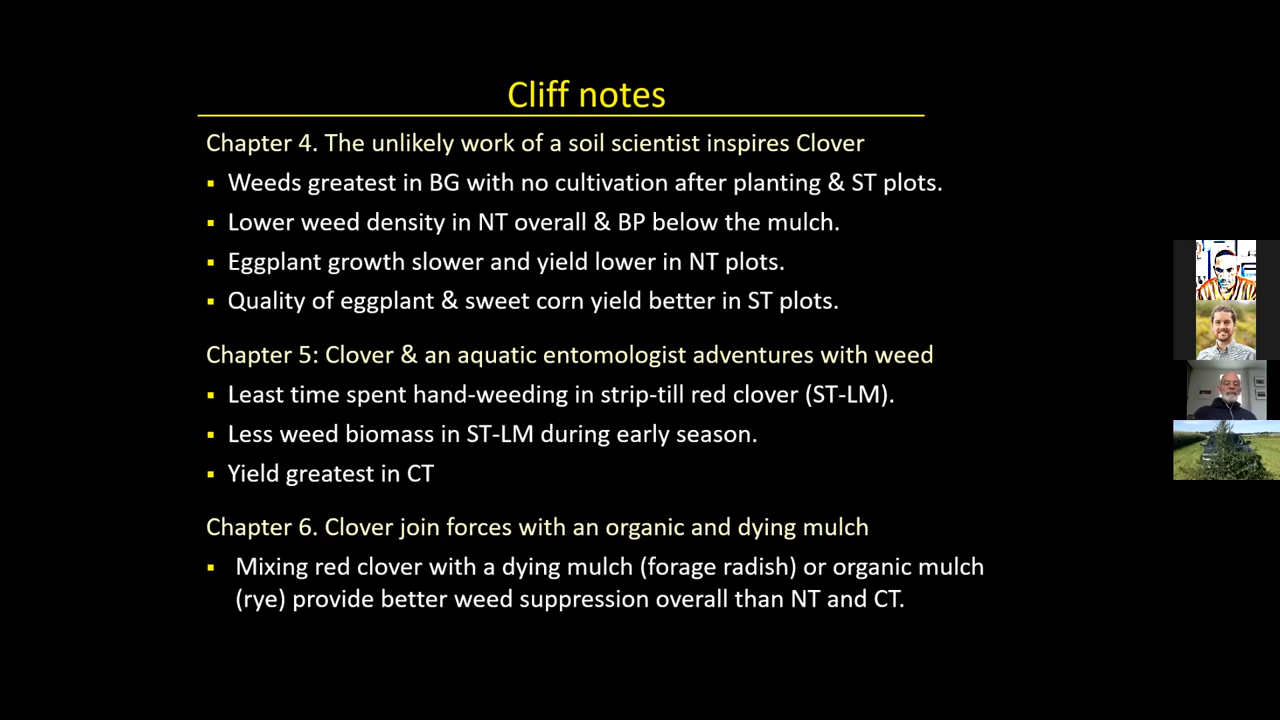 Cliff notes
Chapter 4. The unlikely work of a soil scientist inspires Clover
▪ Weeds greatest in BG with no cultivation after planting & ST plots.
▪ Lower weed density in NT overall & BP below the mulch.
▪ Eggplant growth slower and yield lower in NT plots.
▪ Quality of eggplant & sweet corn yield better in ST plots.
Chapter 5: Clover & an aquatic entomologist adventures with weed
▪ Least time spent hand-weeding in strip-till red clover (ST-LM).
▪ Less weed biomass in ST-LM during early season.
▪ Yield greatest in CT
Chapter 6. Clover join forces with an organic and dying mulch
▪ Mixing red clover with a dying mulch (forage radish) or organic mulch
(rye) provide better weed suppression overall than NT and CT.